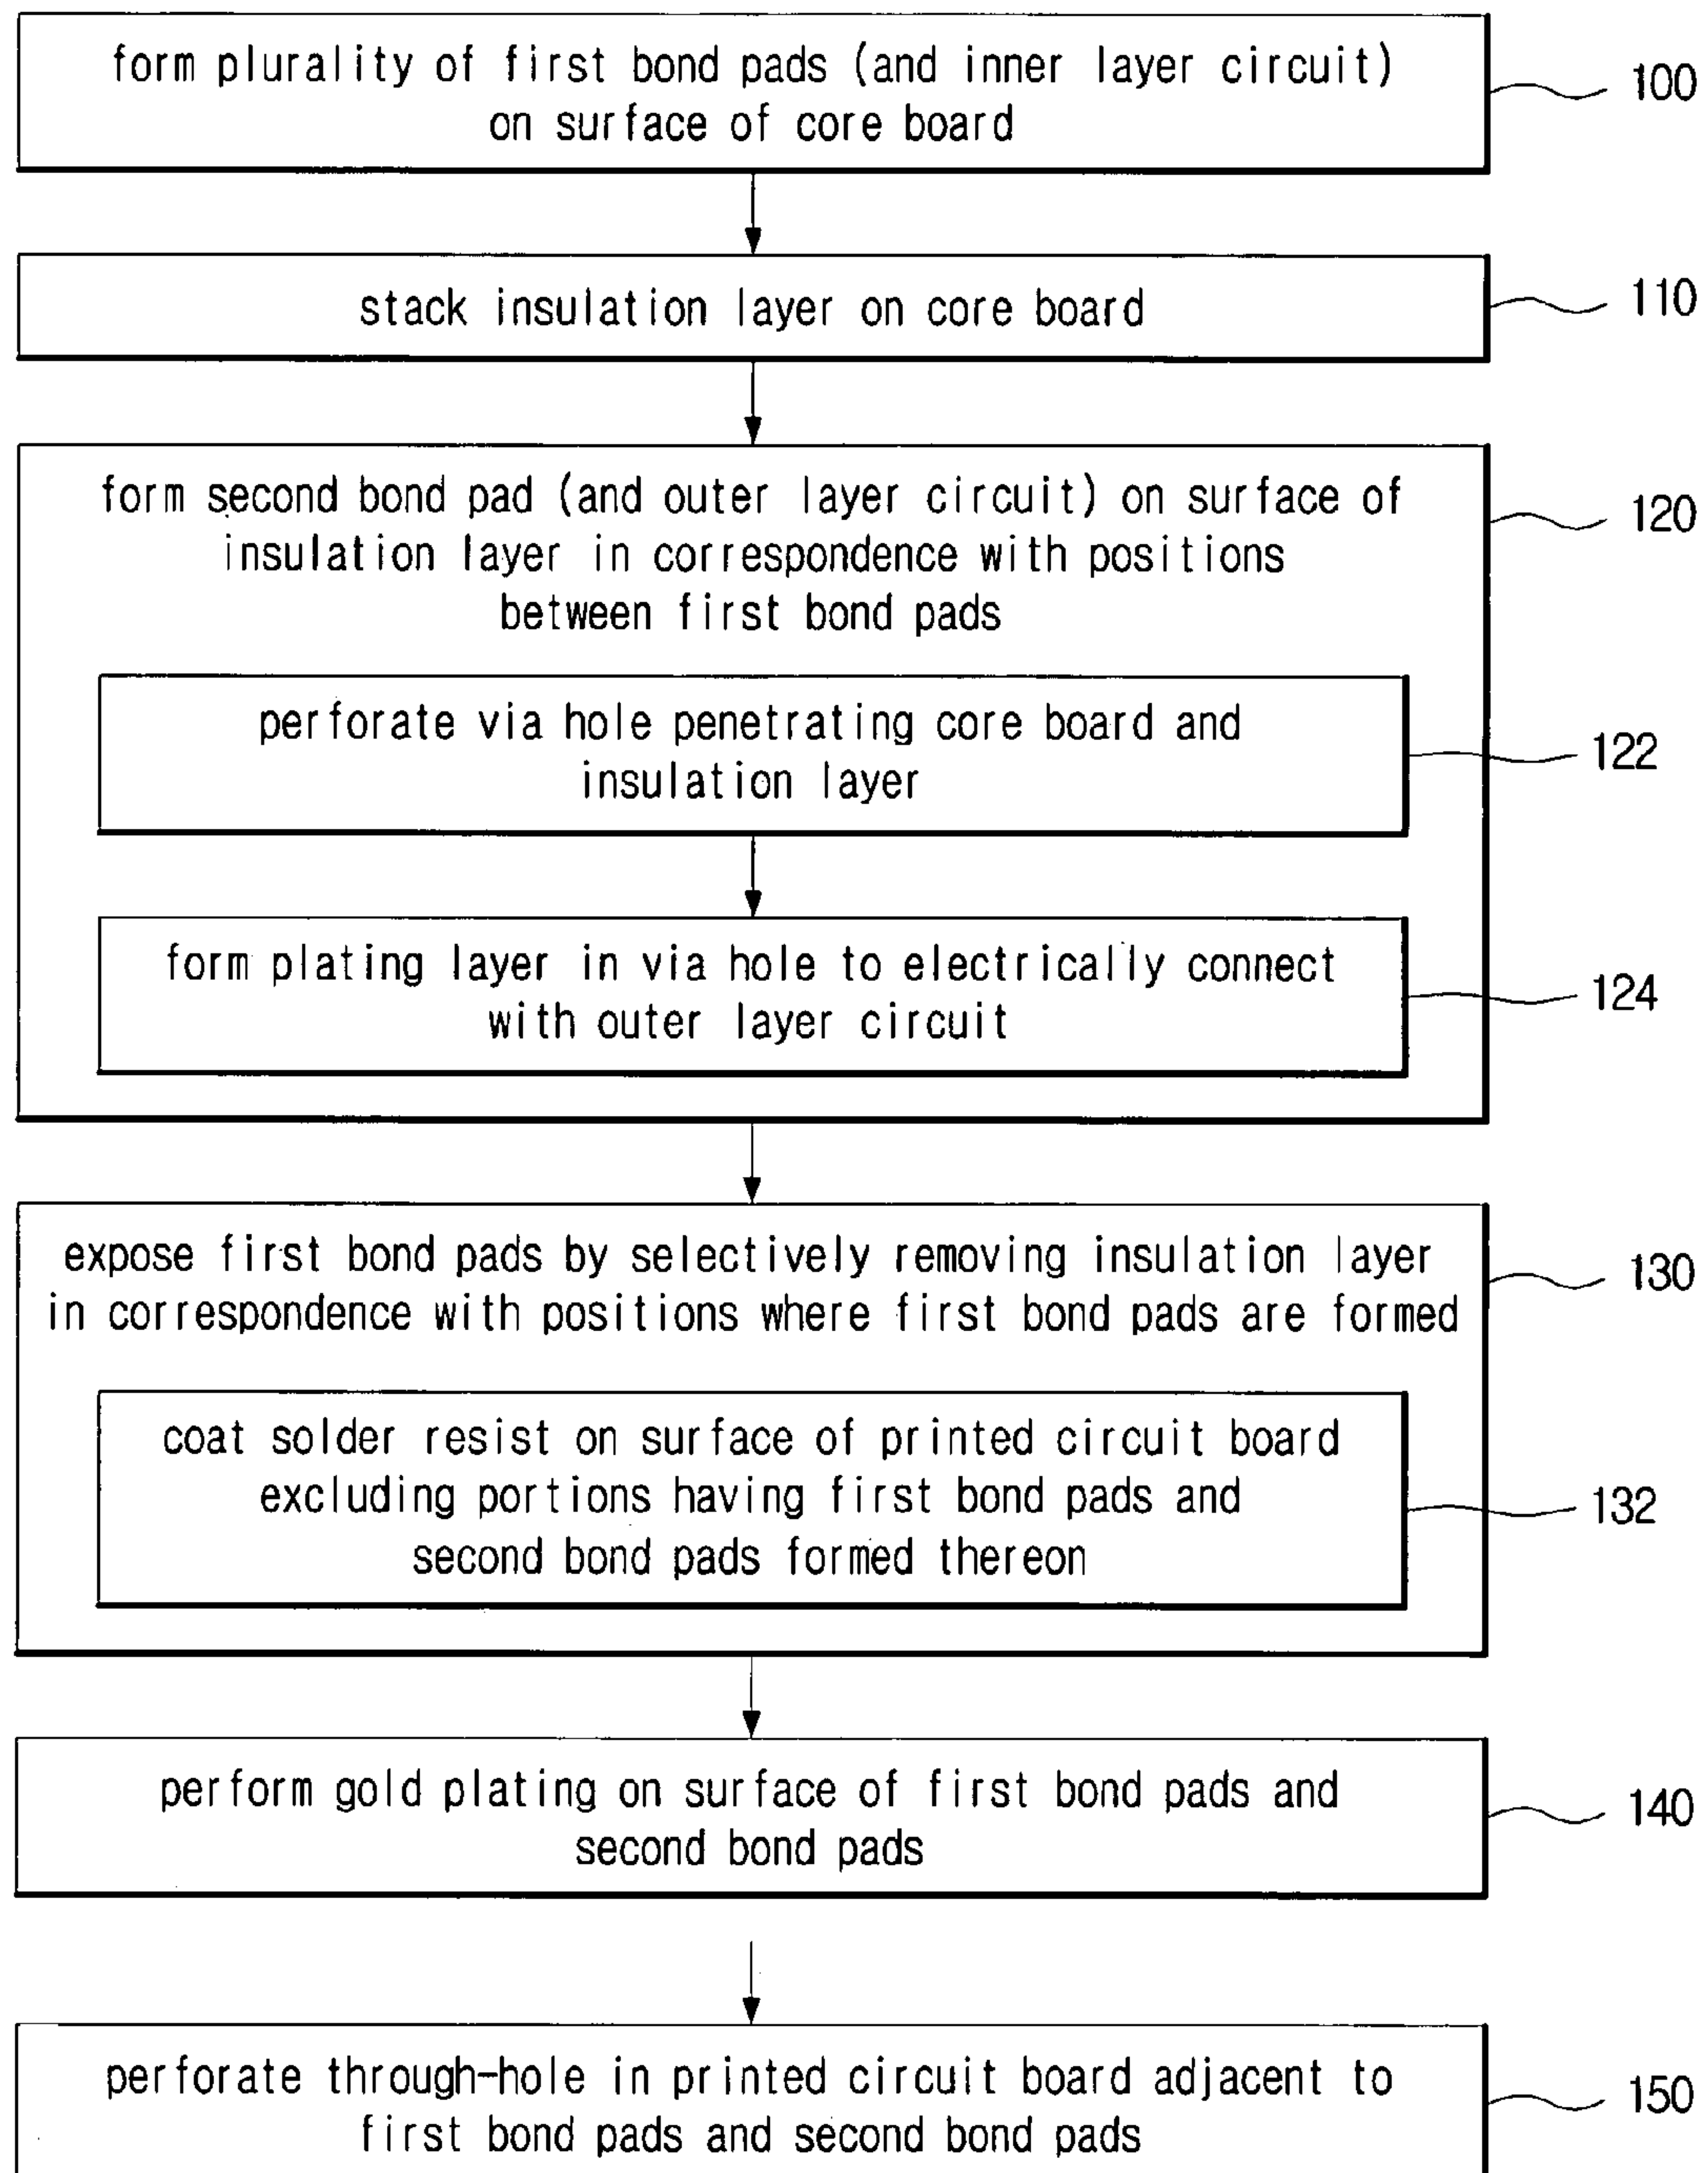 form plurality of first bond pads (and inner layer circuit)
on surface of core board
100
stack insulation layer on core board
110
form second bond pad (and outer layer circuit) on surface of
insulation layer in correspondence with positions
between first bond pads
120
perforate via hole penetrating core board and
insulation layer
122
form plating layer in via hole to electrically connect
with outer layer circuit
124
expose first bond pads by selectively removing insulation layer
in correspondence with positions where first bond pads are formed
130
coat solder resist on surface of printed circuit board
excluding portions having first bond pads and
second bond pads formed thereon
132
perform gold plating on surface of first bond pads and
second bond pads
140
perforate through-hole in printed circuit board adjacent to
first bond pads and second bond pads
150